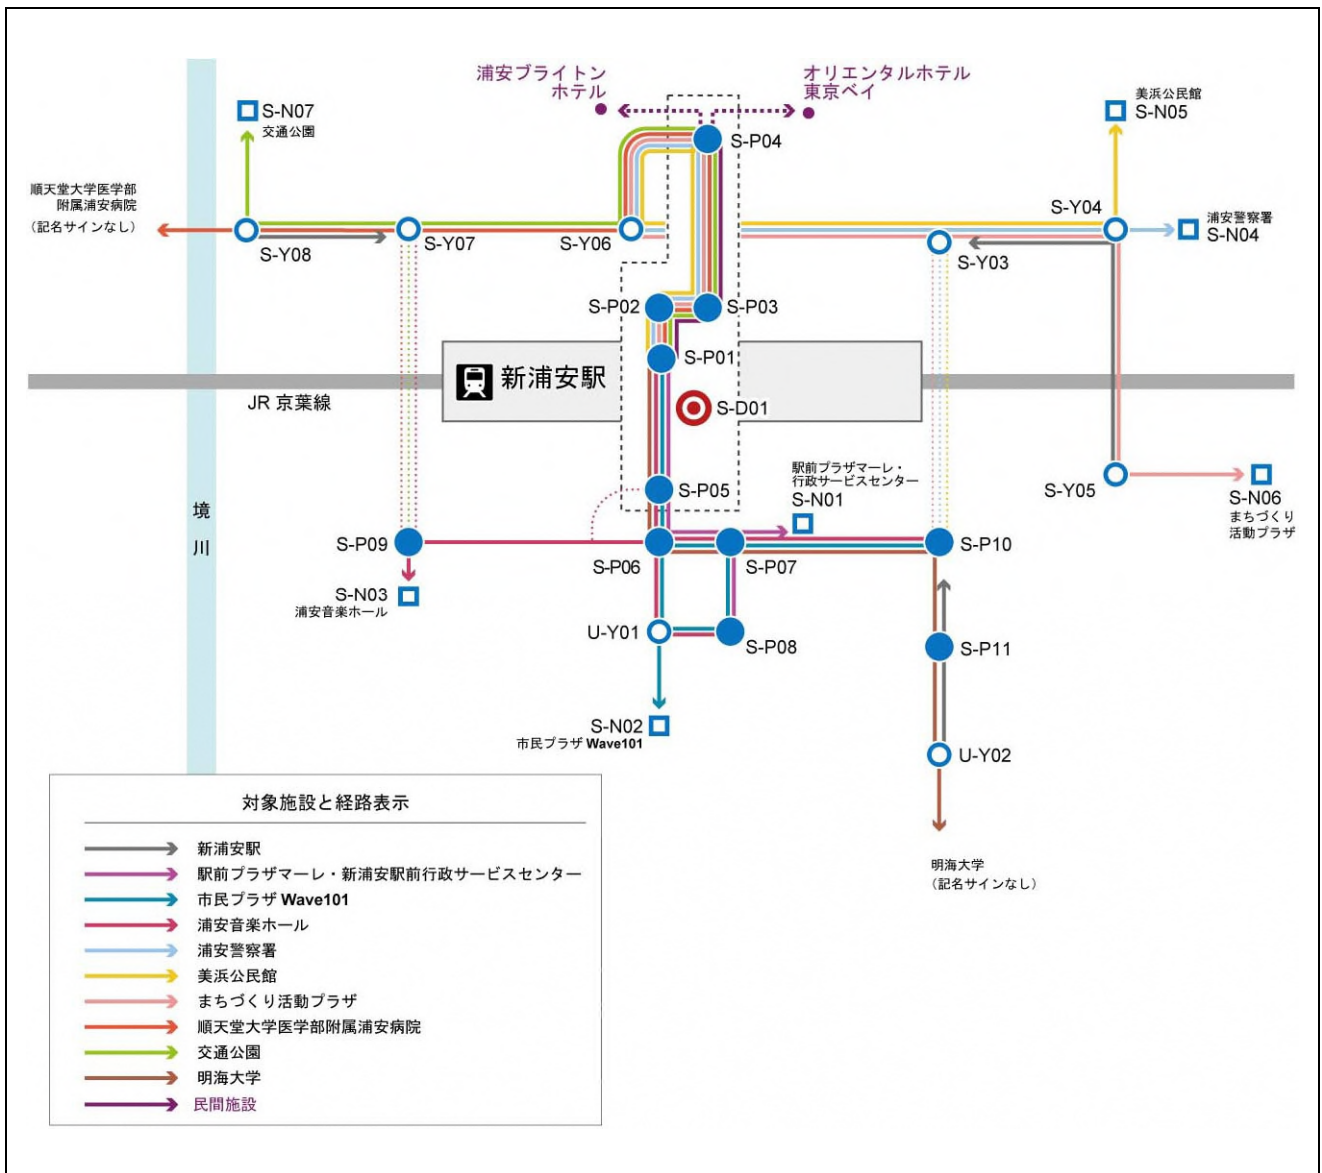 浦安ブライトン
ホテル
オリエンタルホテル
東京ベイ
S-N07
交通公園
S-P04
美浜公民館
S-N05
順天堂大学医学部
附属浦安病院
(記名サインなし)
S-Y08
S-Y07
S-Y06
S-Y04
浦安警察署
S-N04
S-Y03
S-P02
S-P03
S-P01
新浦安駅
JR 京葉線
S-D01
駅前プラザマーレ・
行政サービスセンター
S-N01
S-P05
S-Y05
S-N06
まちづくり
活動プラザ
境
川
S-P09
S-P06
S-P07
S-P10
S-N03
浦安音楽ホール
U-Y01
S-P08
S-P11
S-N02
市民プラザ Wave101
U-Y02
明海大学
(記名サインなし)
対象施設と経路表示
新浦安駅
駅前プラザマーレ・新浦安駅前行政サービスセンター
市民プラザ Wave101
浦安音楽ホール
浦安警察署
美浜公民館
まちづくり活動プラザ
順天堂大学医学部附属浦安病院
交通公園
明海大学
民間施設